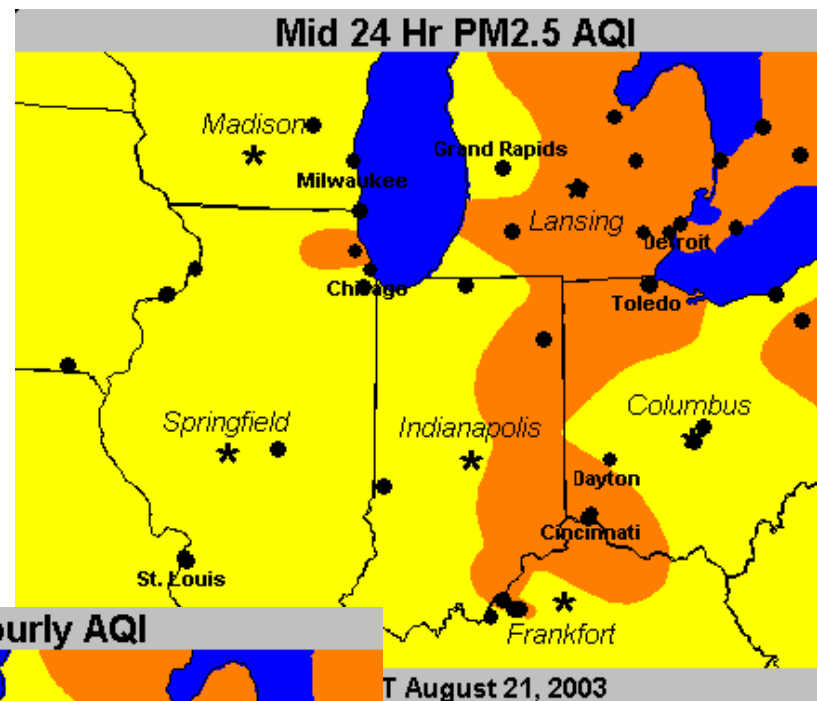 Mid 24 Hr PM2.5 AQI
Madison
Grand Rapids
Milwaukee
Lansing
Detroit
Chicago
Toledo
Springfield
Indianapolis
Columbus
Dayton
Cincinnati
St. Louis
Frankfort
ourly AQI
T August 21, 2003